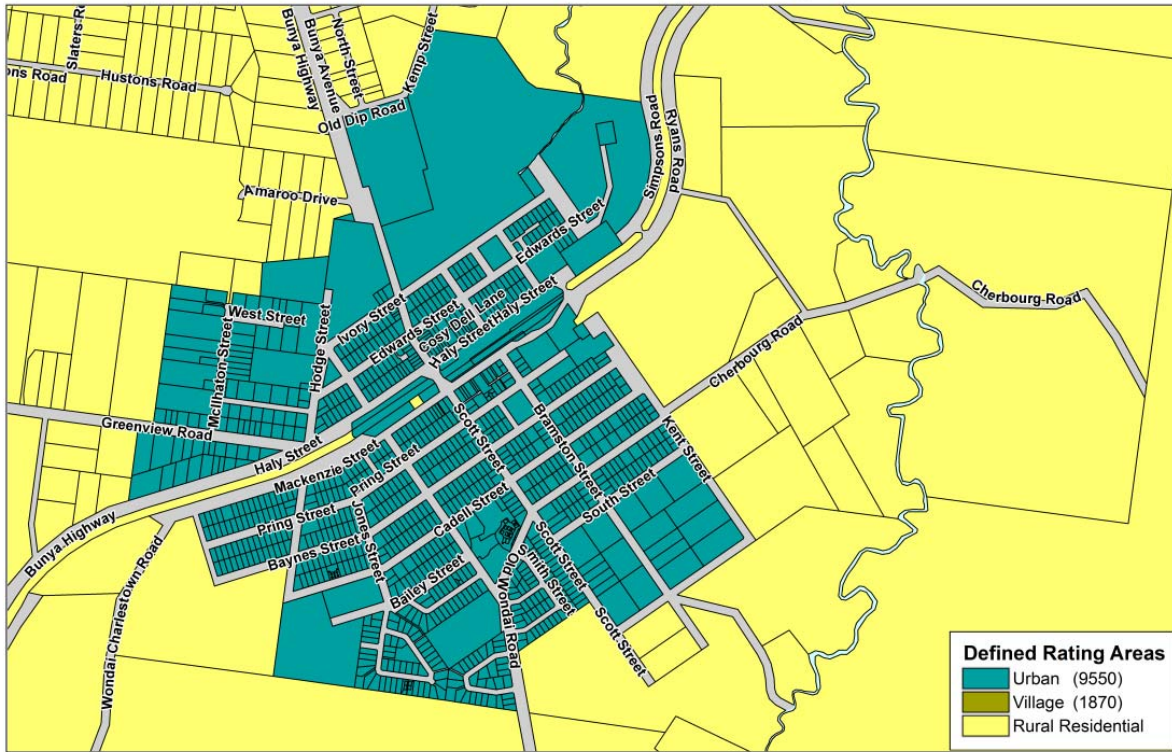 Slaters Ro
ons Road
Hustons Road
Bunya Highway
Bunya Avenue
North Street
Kemp Street
Old Dip Road
Amaroo Drive
Simpsons Road
Ryans Road
Edwards Street
Cherbourg Road
West Street
McIlhaton Street
Hodge Street
Ivory Street
Edwards Street
Cosy Dell Lane
Haly Street
Haly Street
Cherbourg Road
Greenview Road
Haly Street
Mackenzie Street
Pring Street
Scott Street
Bramston Street
Kent Street
South Street
Bunya Highway
Pring Street
Baynes Street
Jones Street
Cadell Street
Bailey Street
Scott Street
Smith Street
Old Wondai Road
Scott Street
Wondai Charlestown Road
Defined Rating Areas
Urban (9550)
Village (1870)
Rural Residential